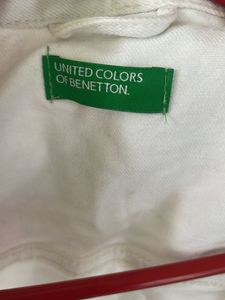 UNITED COLORS
OF BENETTON.